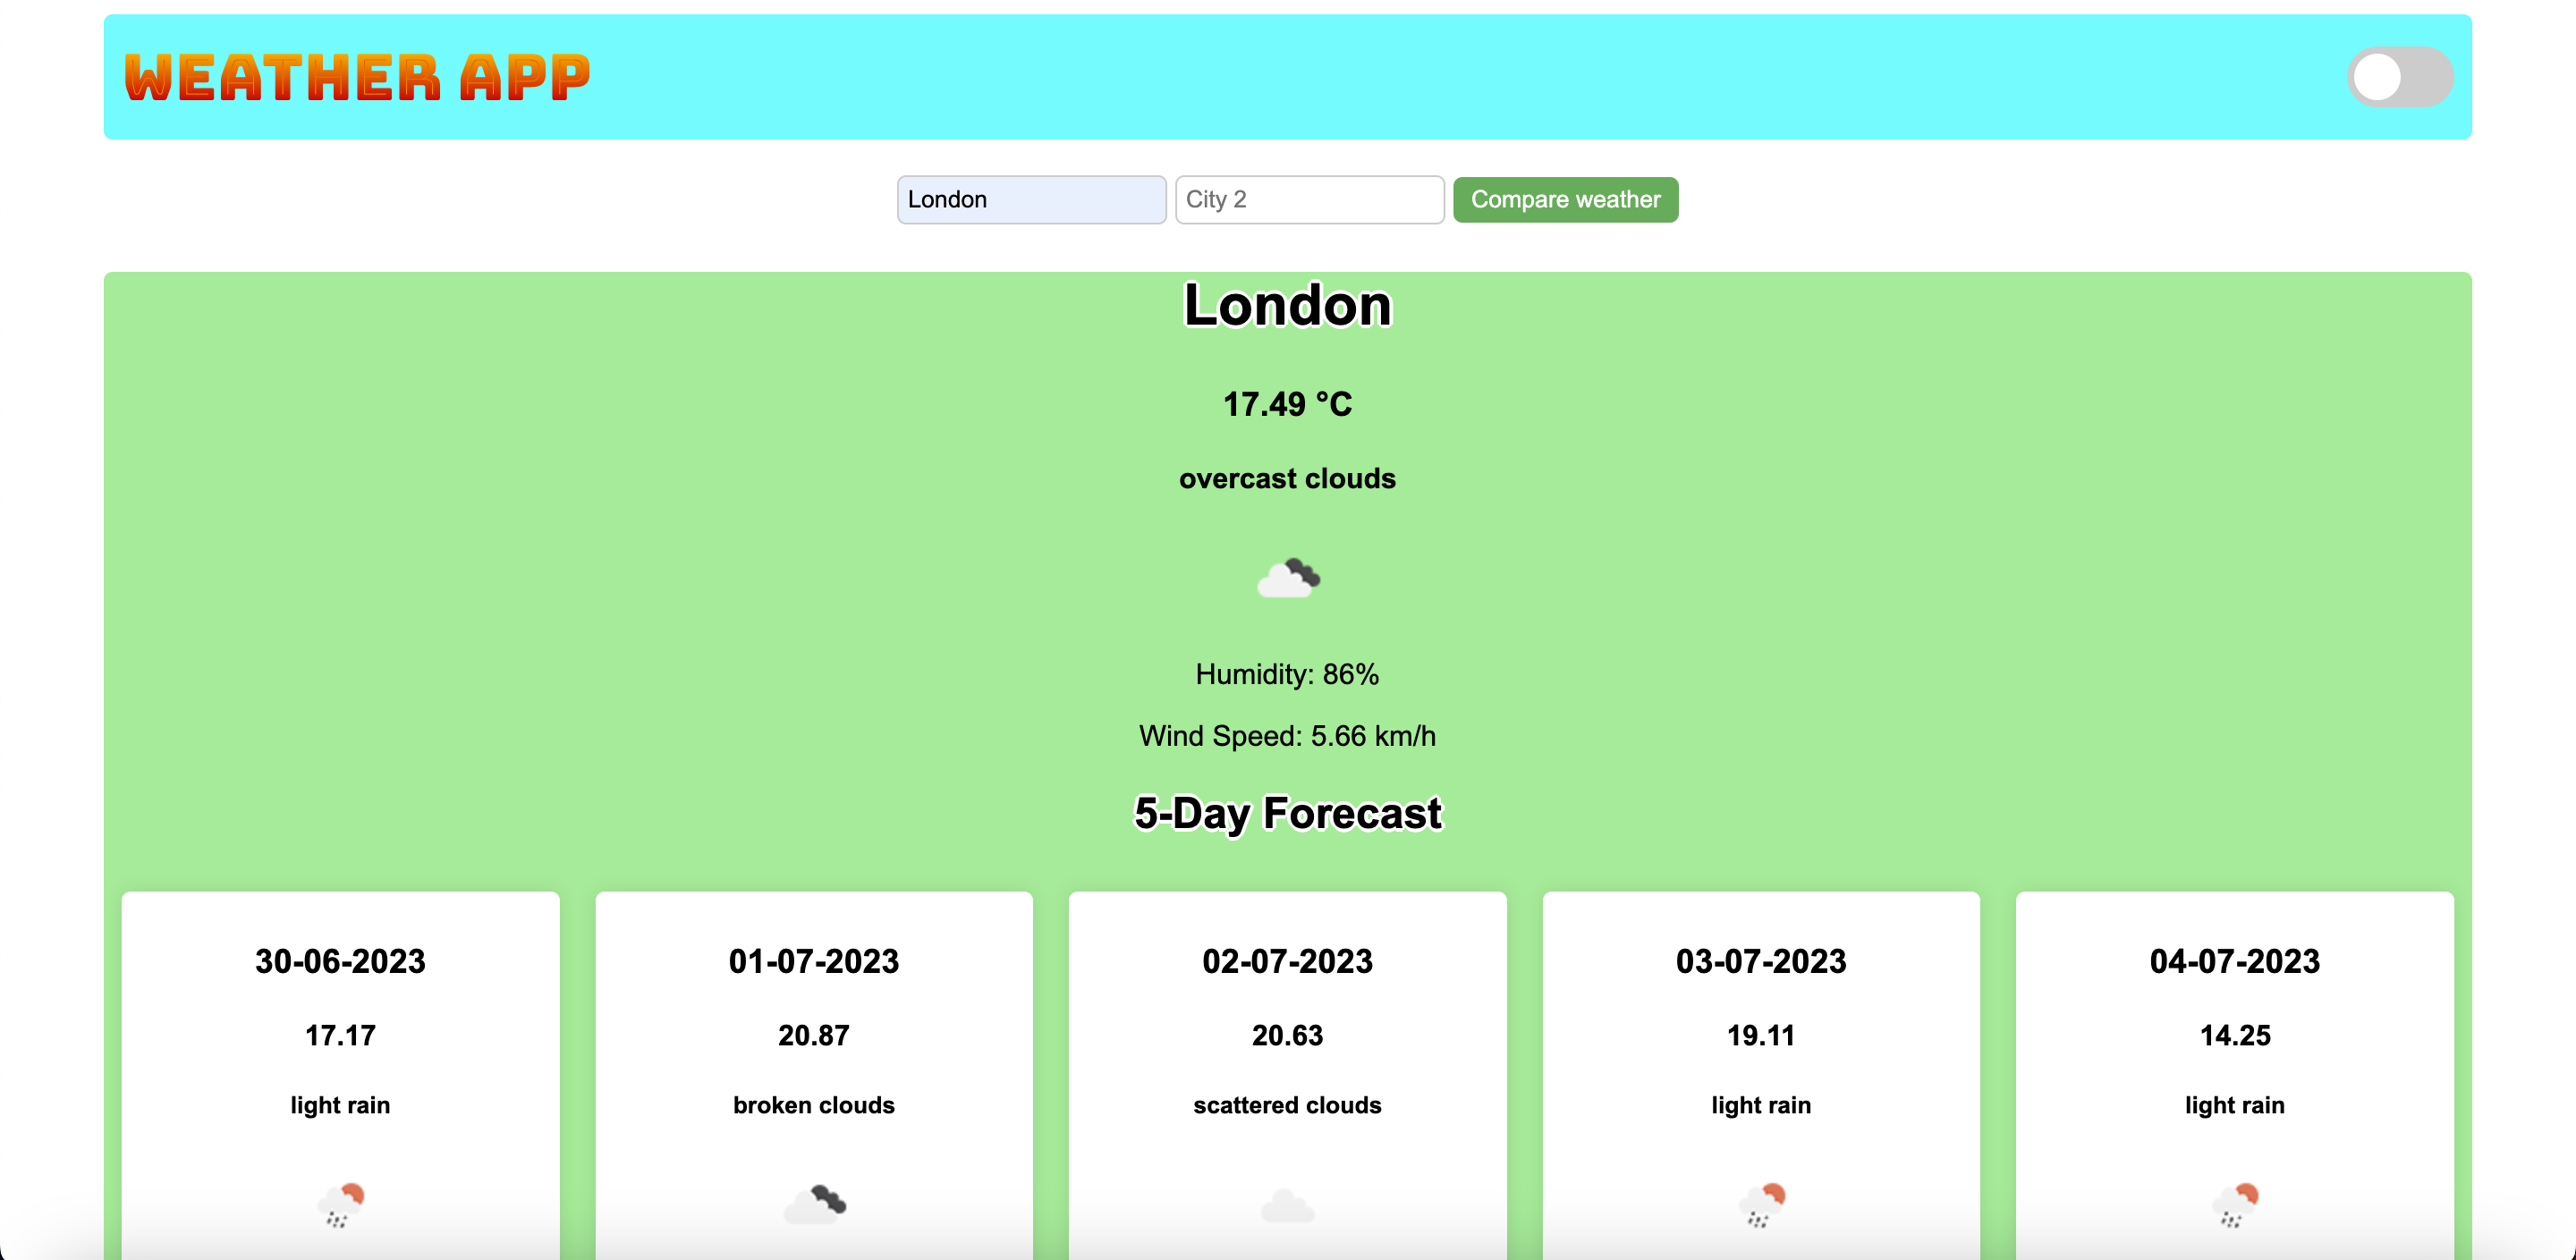 WEATHER APP
London City 2 Compare weather
London
17.49 °C
overcast clouds
Humidity: 86%
Wind Speed: 5.66 km/h
5-Day Forecast
30-06-2023 01-07-2023 02-07-2023 03-07-2023 04-07-2023
17.17 20.87 20.63 19.11 14.25
light rain broken clouds scattered clouds light rain light rain